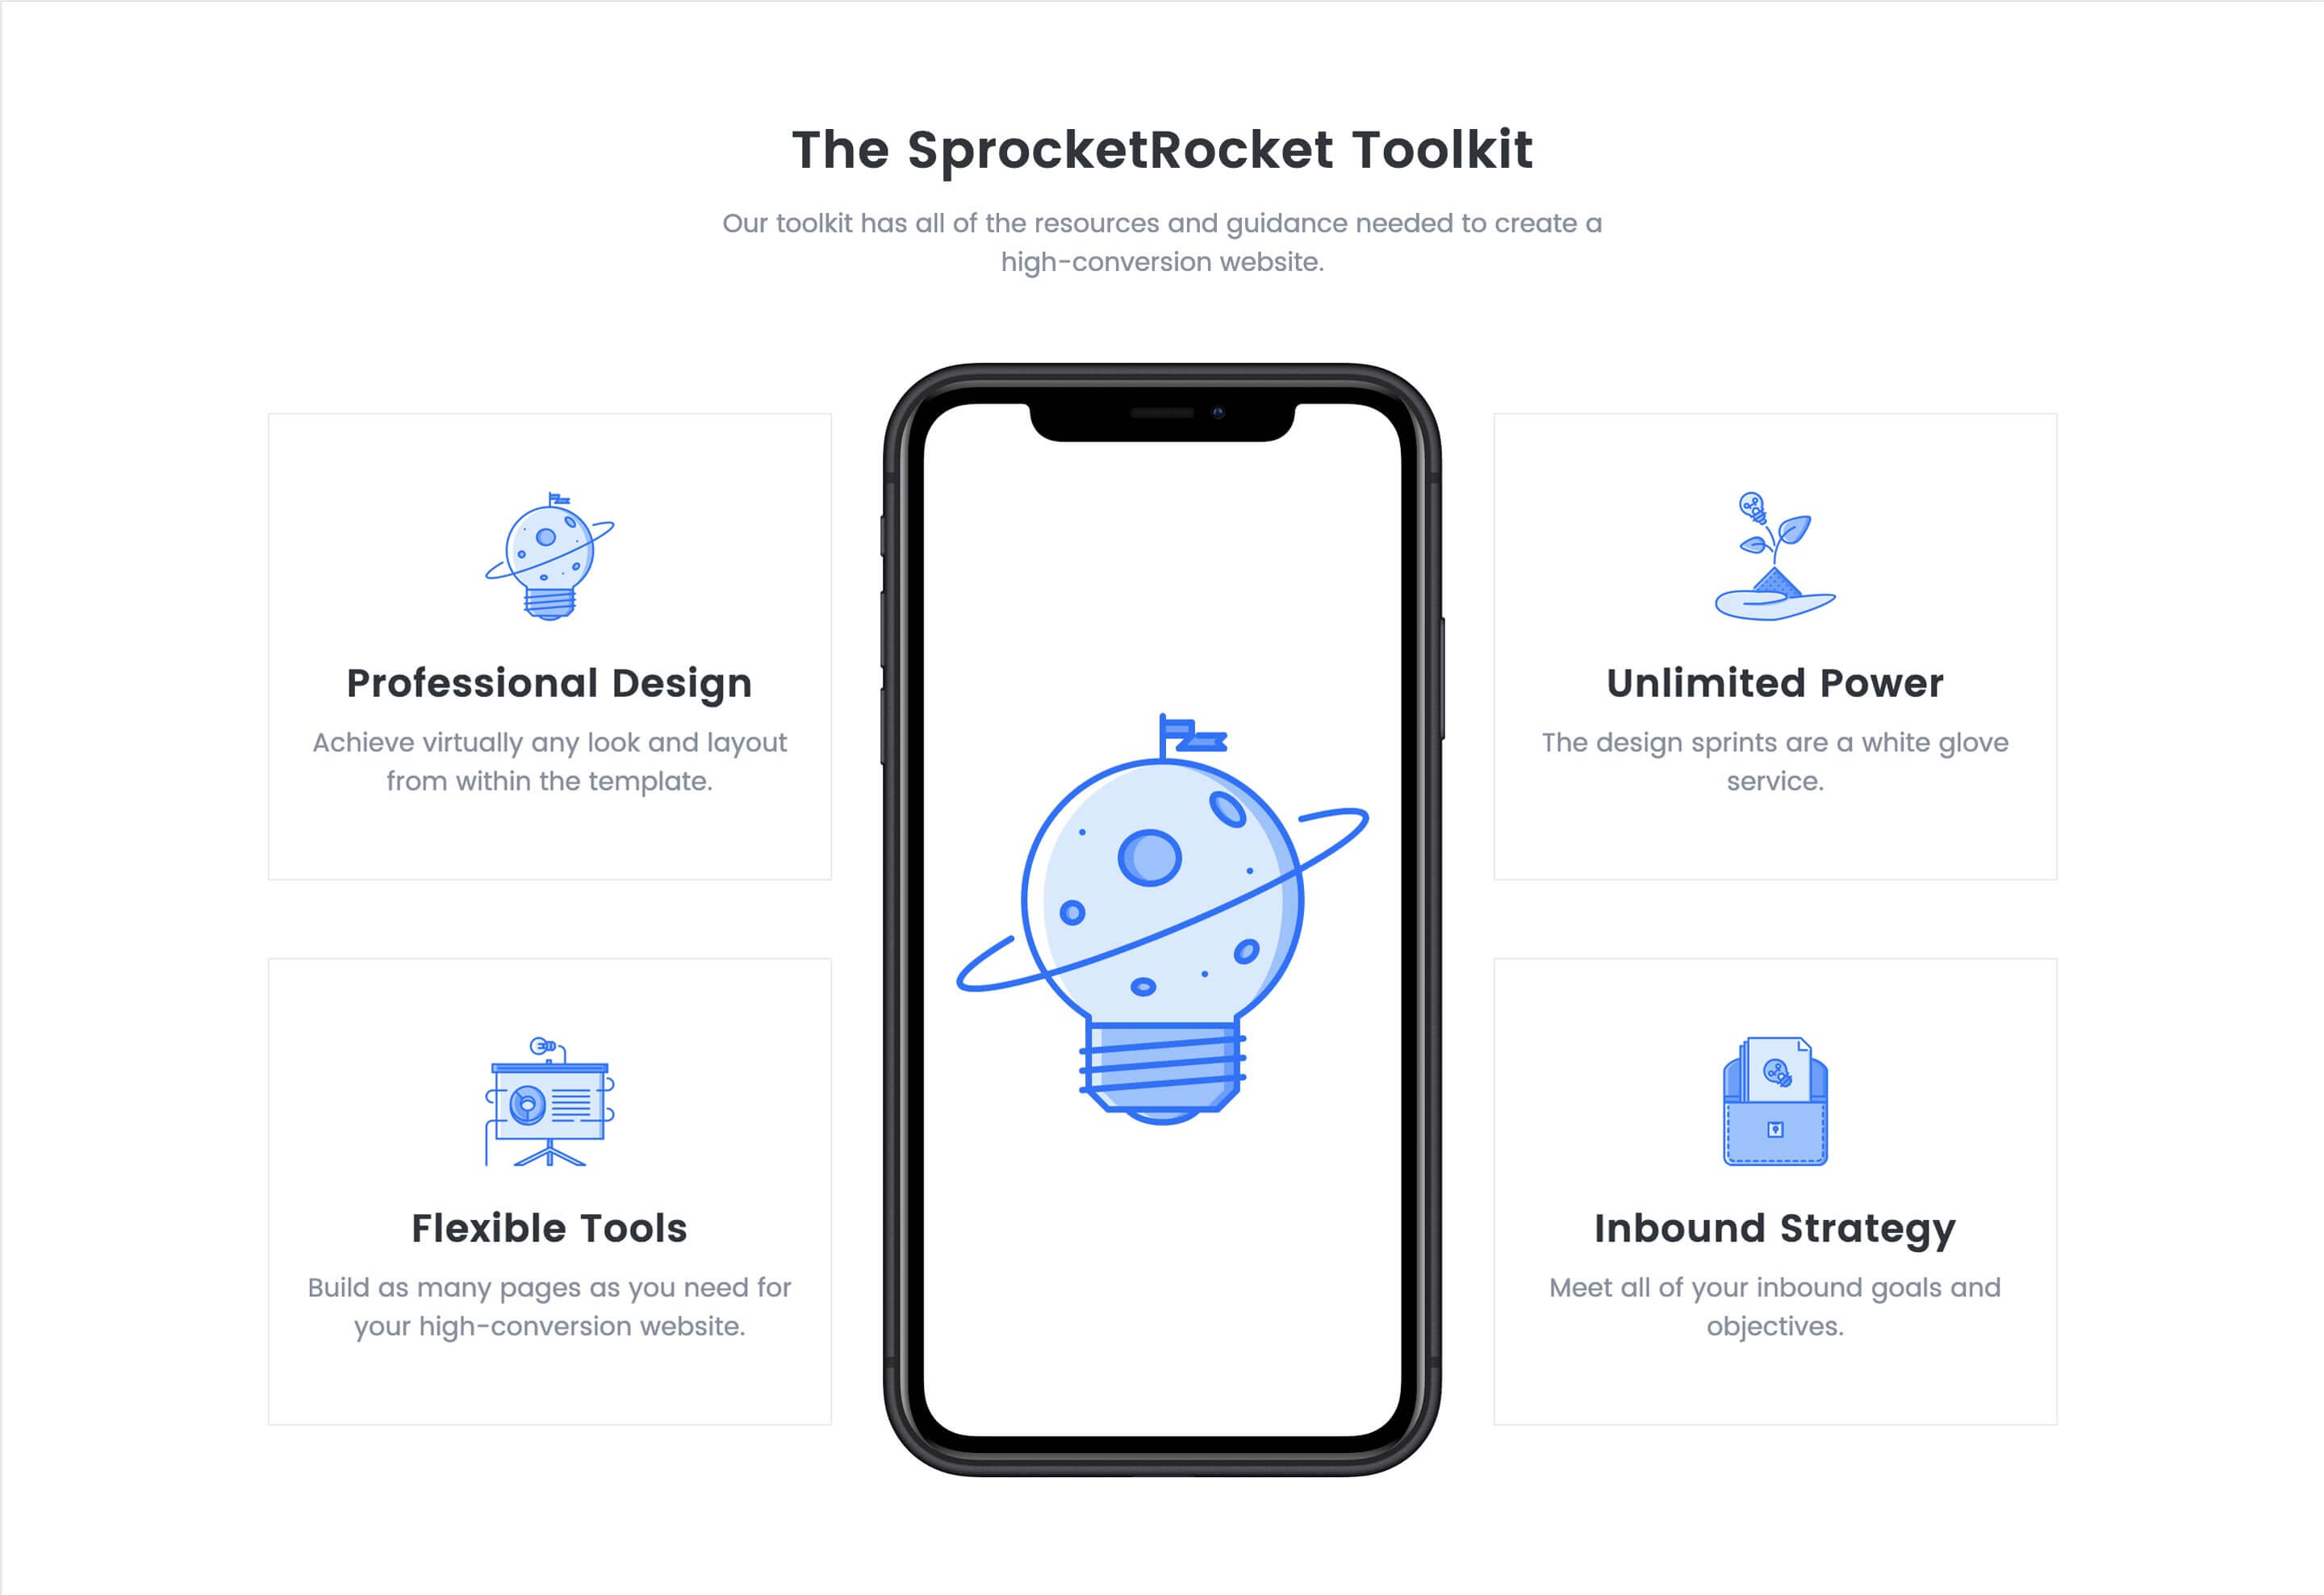 The SprocketRocket Toolkit
Our toolkit has all of the resources and guidance needed to create a
high-conversion website.
Professional Design
Achieve virtually any look and layout
from within the template.
Flexible Tools
Build as many pages as you need for
your high-conversion website.
Unlimited Power
The design sprints are a white glove
service.
Inbound Strategy
Meet all of your inbound goals and
objectives.